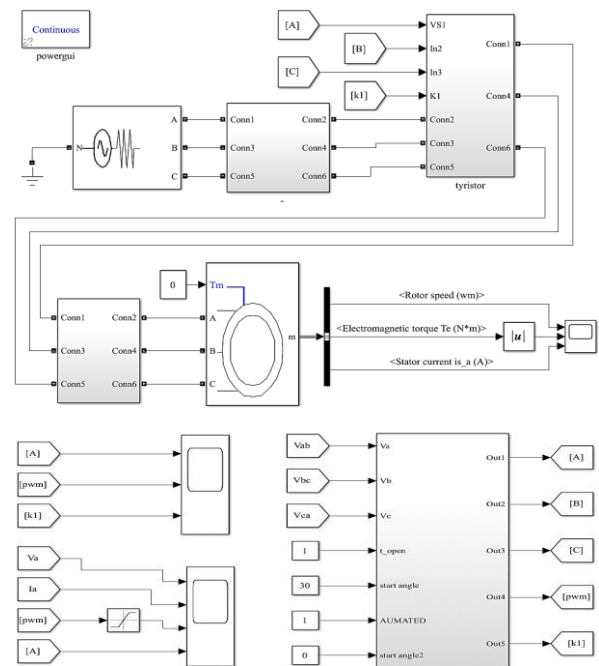 Continuous
powergui
[A]
[B]
[C]
[k1]
VS1
In2
In3
K1
Conn2
Conn3
Conn5
Conn1
Conn4
Conn6
tyristor
N
A
B
C
Conn1
Conn3
Conn5
Conn2
Conn4
Conn6
-
Conn1
Conn3
Conn5
Conn2
Conn4
Conn6
0
Tm
A
B
C
m
<Rotor speed (wm)>
<Electromagnetic torque Te (N*m)>
|u|
<Stator current is_a (A)>
[A]
[pwm]
[k1]
Va
Ia
[pwm]
[A]
Vab
Vbc
Vca
1
30
1
0
Va
Vb
Vc
t_open
start angle
AUMATED
start angle2
Out1
Out2
Out3
Out4
Out5
[A]
[B]
[C]
[pwm]
[k1]